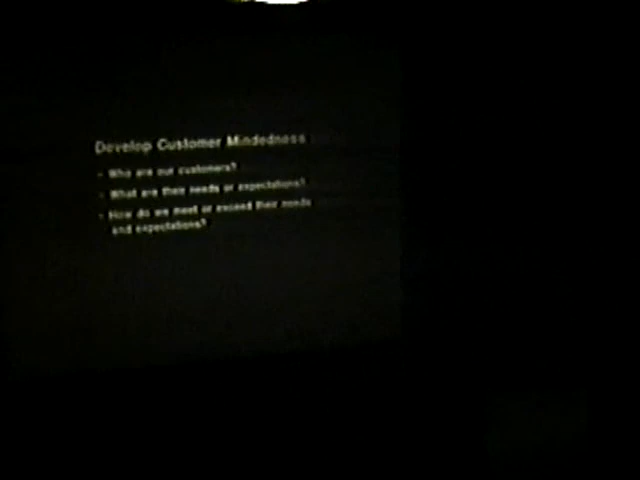 Develop Customer Mindedness
- Who are our customers?
- What are their needs or expectations?
- How do we meet or exceed their needs
and expectations?